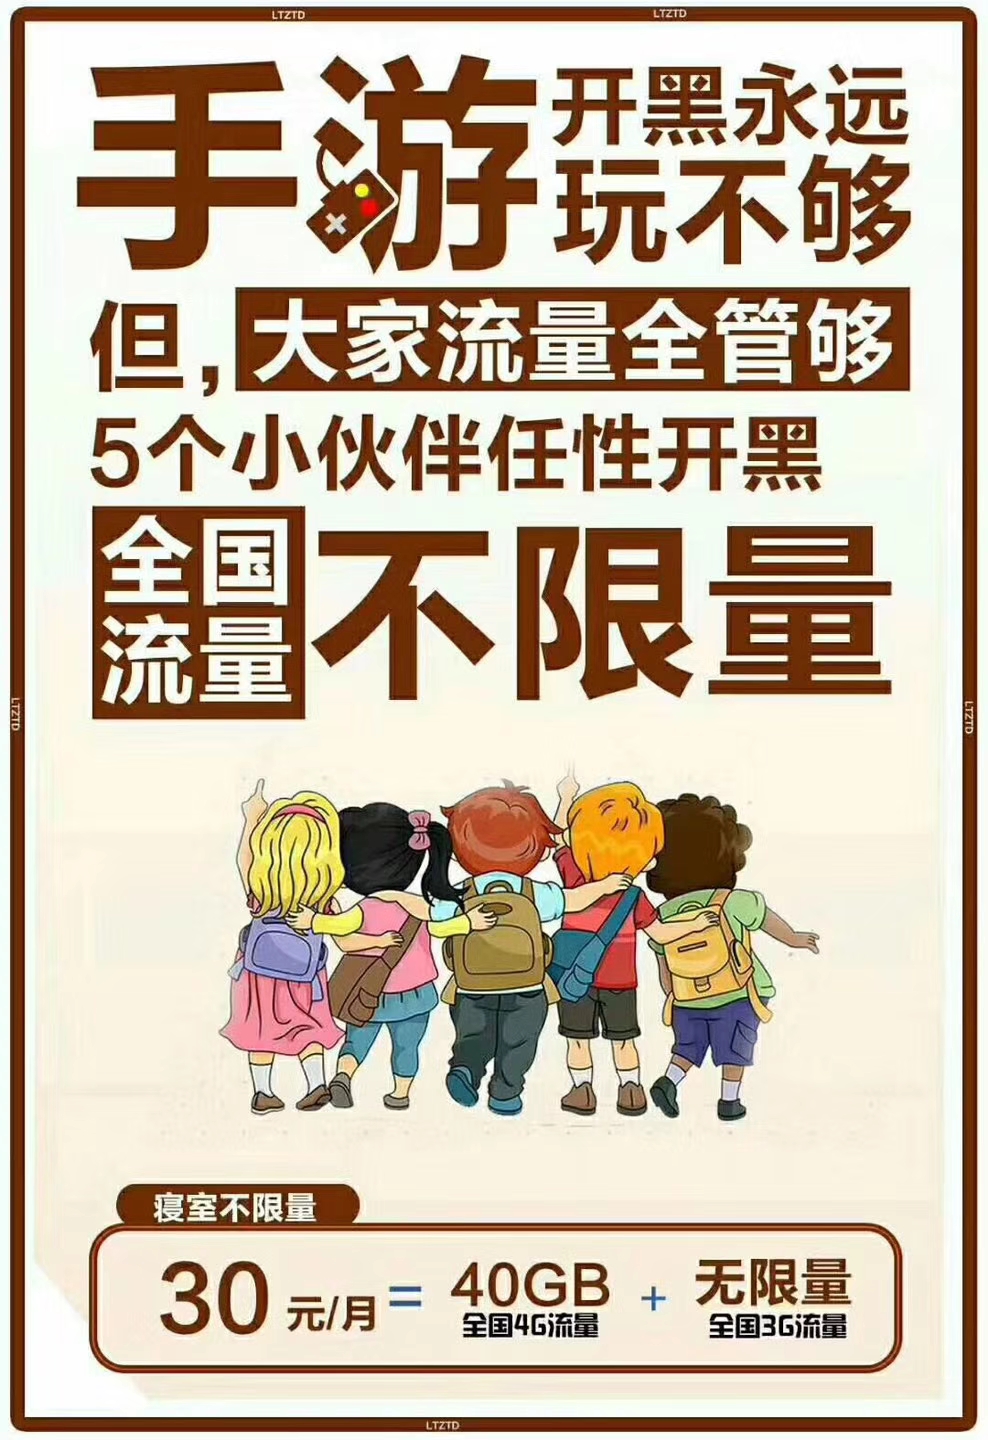 LTZTD
LTZTD
手游
开黑永远
玩不够
但，大家流量全管够
5个小伙伴任性开黑
全国
流量
不限量
LTZTD
LTZTD
寝室不限量
30元/月=40GB+无限量
全国4G流量 全国3G流量
LTZTD